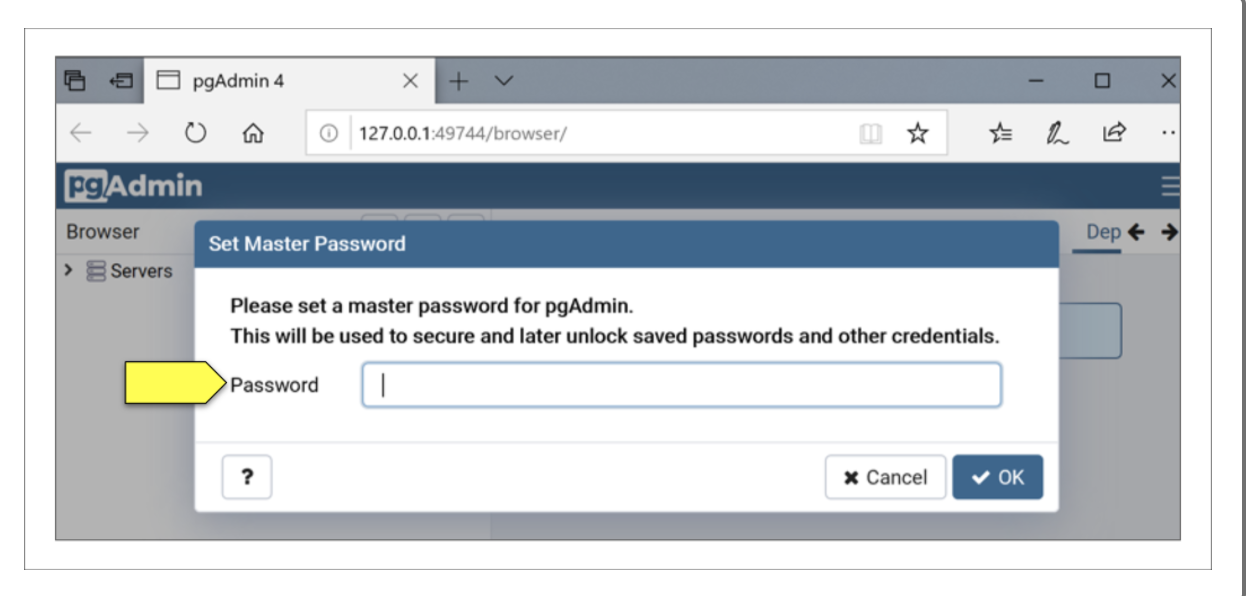 pgAdmin 4
127.0.0.1:49744/browser/
pgAdmin
Browser
Dep
Servers
Set Master Password
Please set a master password for pgAdmin.
This will be used to secure and later unlock saved passwords and other credentials.
Password
?
Cancel
OK